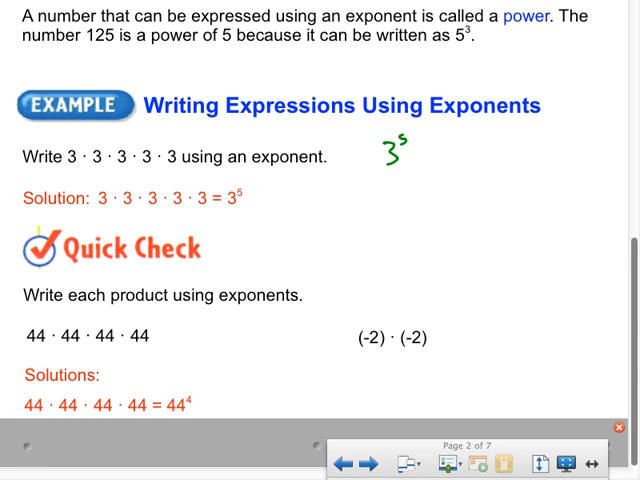 A number that can be expressed using an exponent is called a power. The
number 125 is a power of 5 because it can be written as 5³.
EXAMPLE Writing Expressions Using Exponents
3⁵
Write 3 · 3 · 3 · 3 · 3 using an exponent.
Solution: 3 · 3 · 3 · 3 · 3 = 3⁵
Quick Check
Write each product using exponents.
44 · 44 · 44 · 44 (-2) · (-2)
Solutions:
44 · 44 · 44 · 44 = 44⁴
Page 2 of 7